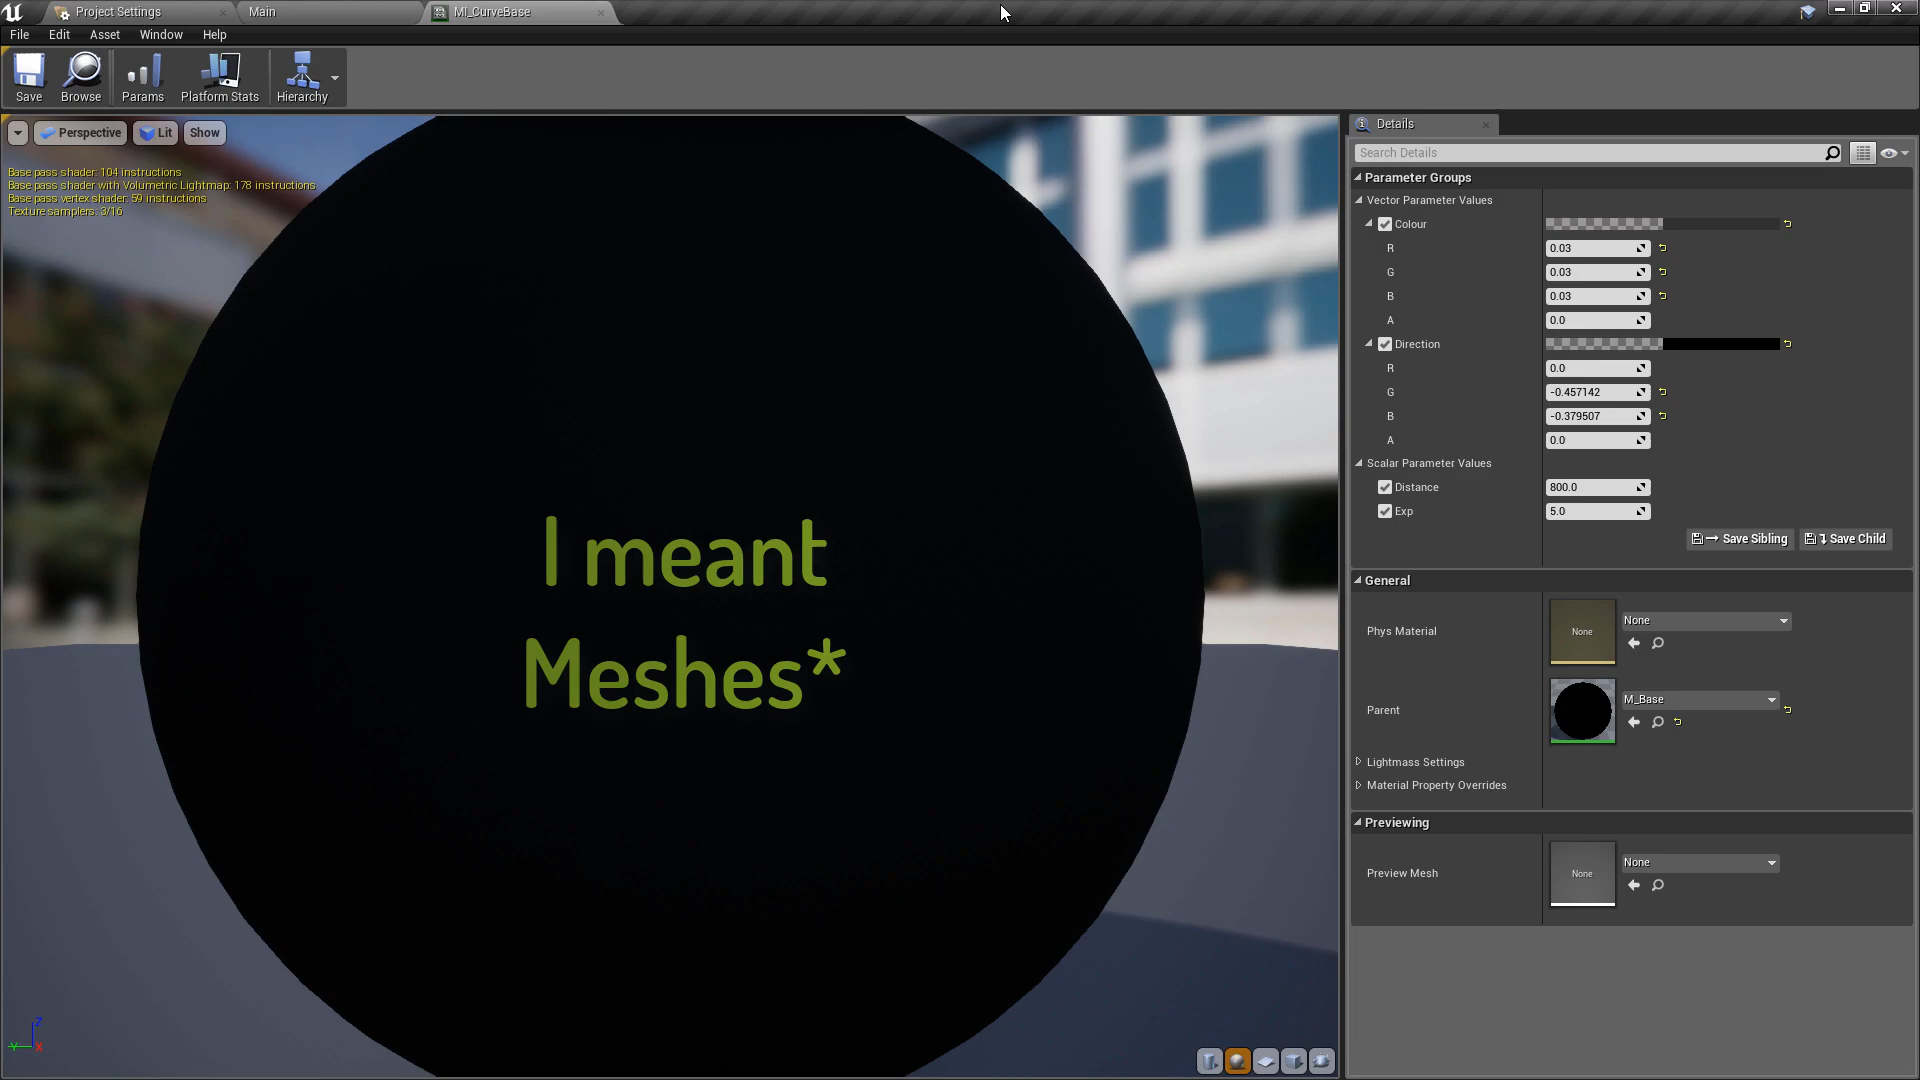 Project Settings
Main
MI_CurveBase
File Edit Asset Window Help
Save Browse Params Platform Stats Hierarchy
Perspective Lit Show
Base pass shader: 104 instructions
Base pass shader with Volumetric Lightmap: 178 instructions
Base pass vertex shader: 59 instructions
Texture samplers: 3/16
I meant
Meshes*
Z
Y
X
Details
Search Details
Parameter Groups
Vector Parameter Values
Colour
R 0.03
G 0.03
B 0.03
A 0.0
Direction
R 0.0
G -0.457142
B -0.379507
A 0.0
Scalar Parameter Values
Distance 800.0
Exp 5.0
Save Sibling Save Child
General
Phys Material None None
Parent M_Base
Lightmass Settings
Material Property Overrides
Previewing
Preview Mesh None None